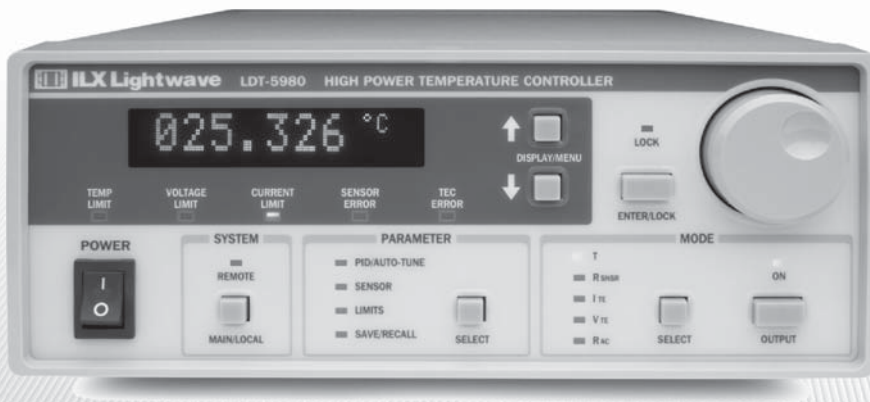 ILX Lightwave LDT-5980 HIGH POWER TEMPERATURE CONTROLLER
025.326 °C
DISPLAY/MENU
LOCK
ENTER/LOCK
TEMP LIMIT
VOLTAGE LIMIT
CURRENT LIMIT
SENSOR ERROR
TEC ERROR
POWER
I
O
SYSTEM
REMOTE
MAIN/LOCAL
PARAMETER
PID/AUTO-TUNE
SENSOR
LIMITS
SAVE/RECALL
SELECT
MODE
T
RSNSR
ITE
VTE
RAC
SELECT
ON
OUTPUT